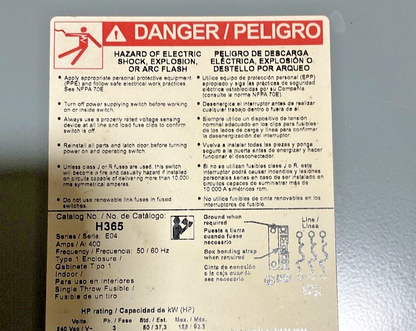 DANGER / PELIGRO
HAZARD OF ELECTRIC
SHOCK, EXPLOSION,
OR ARC FLASH
• Apply appropriate personal protective equipment
(PPE) and follow safe electrical work practices
See NFPA 70E
• Turn off power supplying switch before working
on or inside switch.
• Always use a properly rated voltage sensing
device at all line and load fuse clips to confirm
switch is off.
• Reinstall all parts and latch door before turning
power on and operating switch.
• Unless class J or R fuses are used, this switch
will become a fire and casualty hazard if installed
on circuits capable of delivering more than 10,000
rms symmetrical amperes.
• Do not use renewable link fuses in fused
switches.
PELIGRO DE DESCARGA
ELÉCTRICA, EXPLOSIÓN O
DESTELLO POR ARQUEO
• Utilice equipo de protección personal (EPP)
apropiado y siga las prácticas de seguridad
eléctrica establecidas por su Compañía
(consulte la norma NFPA 70E).
• Desenergice el interruptor antes de realizar
cualquier trabajo dentro o fuera de él.
• Siempre utilice un dispositivo de tensión
nominal adecuado en los clips para fusibles
de los lados de carga y línea para confirmar
la desenergización del interruptor.
• Vuelva a instalar todas las piezas y ponga
seguro a la puerta antes de energizar y hacer
funcionar el desconectador.
• Si no se utilizan fusibles clase J o R, este
interruptor podrá causar incendios y lesiones
personales serias en caso de ser instalado en
circuitos capaces de suministrar más de
10 000 A simétricos rcm.
• No utilice fusibles de cinta renovables en los
interruptores de fusibles.
Catalog No. / No. de Catálogo:
H365
Series / Serie: E04
Amps / A: 400
Frequency / Frecuencia: 50 / 60 Hz
Type 1 Enclosure /
Gabinete Tipo 1
Indoor /
Para uso en Interiores
Single Throw Fusible /
Fusible de un tiro
Ground when
required
Puesta a tierra
cuando fuese
necesario
Box bonding strap
when required
Cinta de conexión
a la caja cuando
fuese necesario
Line /
Línea
HP rating / Capacidad de kW (HP)
Volts Ph. / Fase Std. / Est. Max. / Máx.